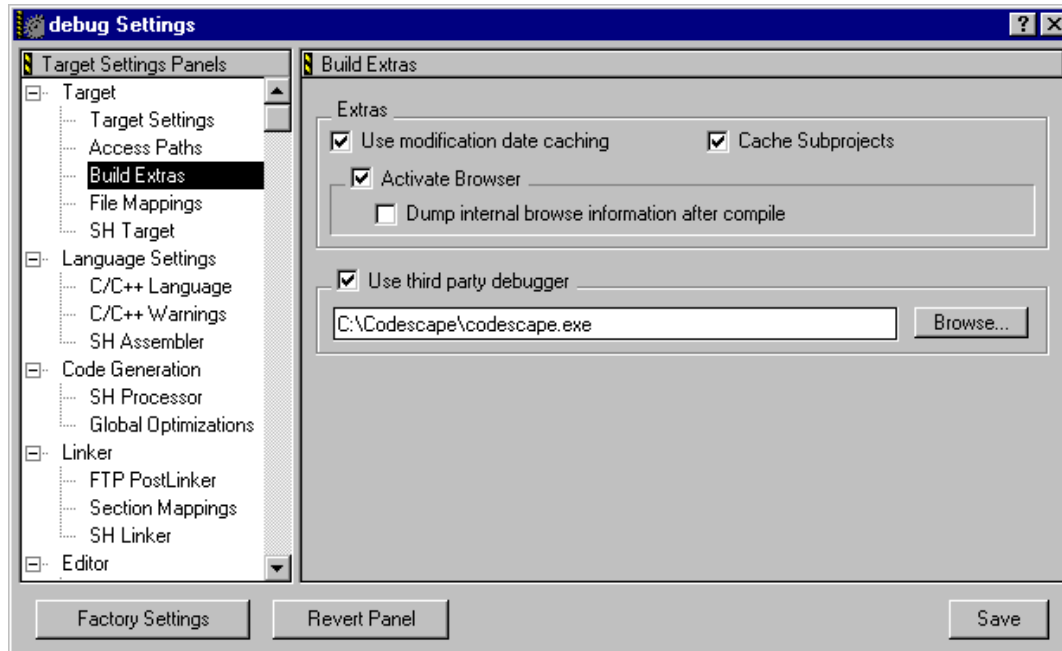 debug Settings
Target Settings Panels
Target
Target Settings
Access Paths
Build Extras
File Mappings
SH Target
Language Settings
C/C++ Language
C/C++ Warnings
SH Assembler
Code Generation
SH Processor
Global Optimizations
Linker
FTP PostLinker
Section Mappings
SH Linker
Editor
Build Extras
Extras
Use modification date caching
Cache Subprojects
Activate Browser
Dump internal browse information after compile
Use third party debugger
C:\Codescape\codescape.exe
Browse...
Factory Settings
Revert Panel
Save